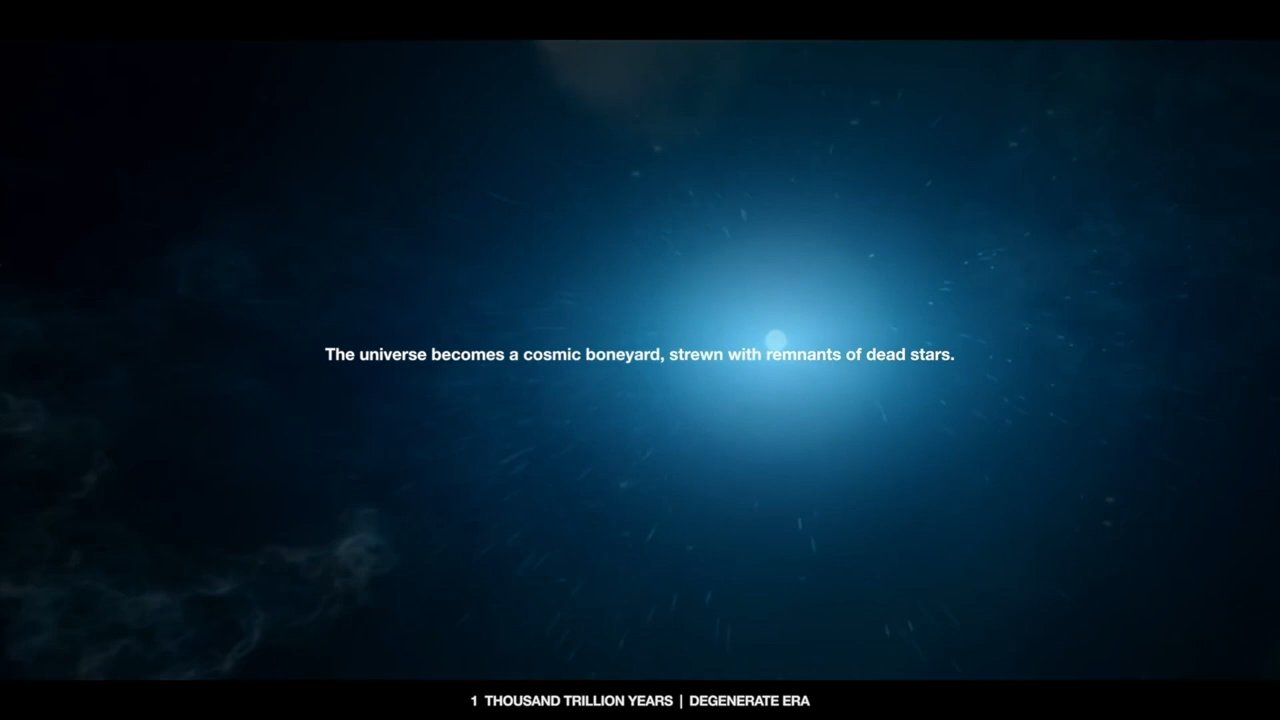 The universe becomes a cosmic boneyard, strewn with remnants of dead stars.
1 THOUSAND TRILLION YEARS | DEGENERATE ERA